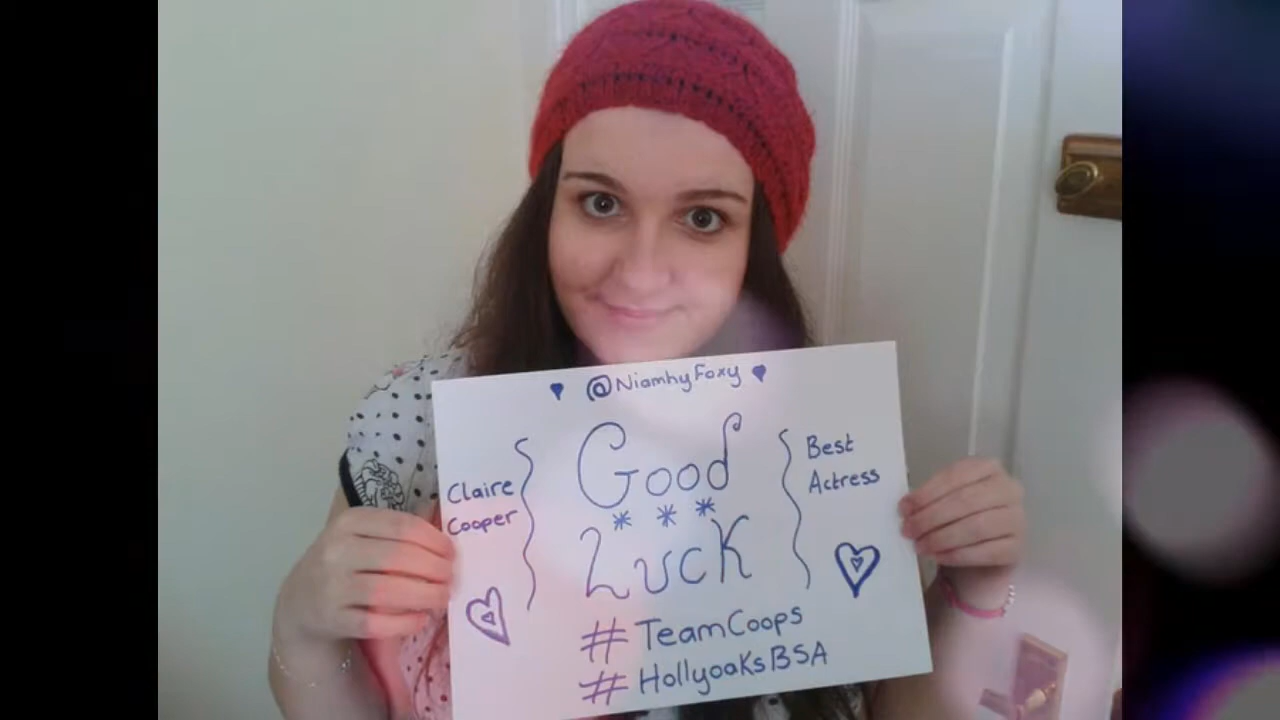 @NiamhyFoxy
Good
***
Luck
Claire
Cooper
Best
Actress
#TeamCoops
#HollyoaksBSA